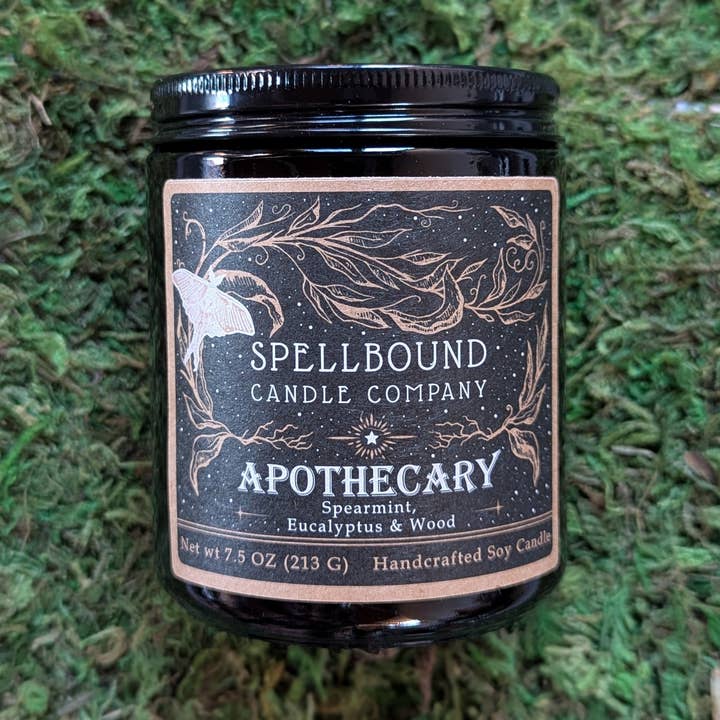 SPELLBOUND
CANDLE COMPANY
APOTHECARY
Spearmint,
Eucalyptus & Wood
Net wt 7.5 OZ (213 G) Handcrafted Soy Candle